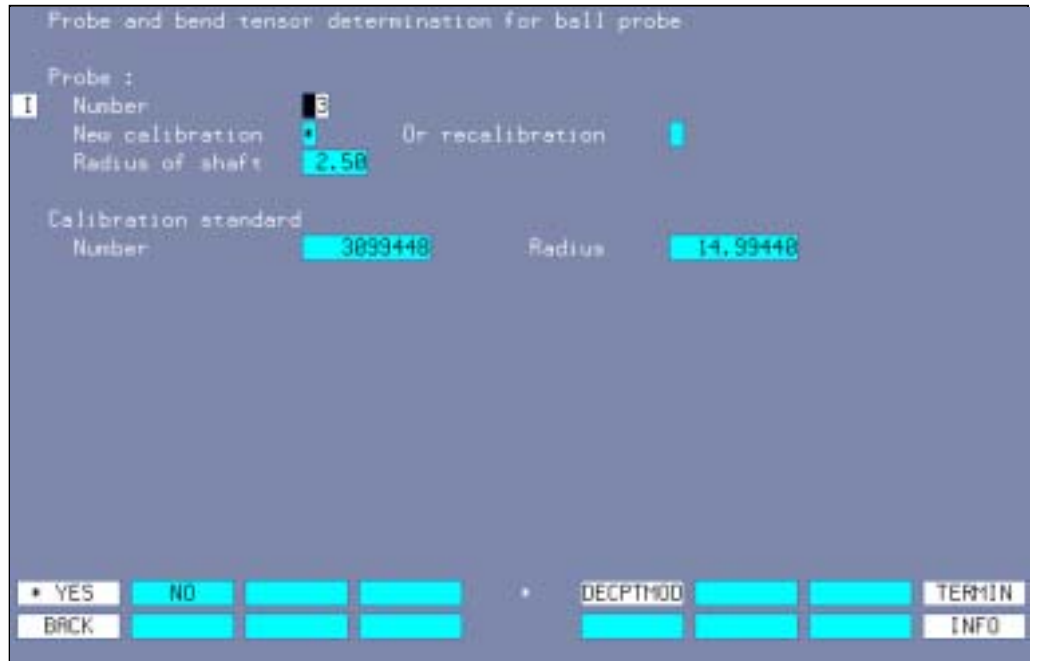 Probe and bend tensor determination for ball probe
Probe :
I Number 3
New calibration * Or recalibration
Radius of shaft 2.50
Calibration standard
Number 3099448 Radius 14.99440
* YES NO * DECPTMOD TERMIN
BACK INFO